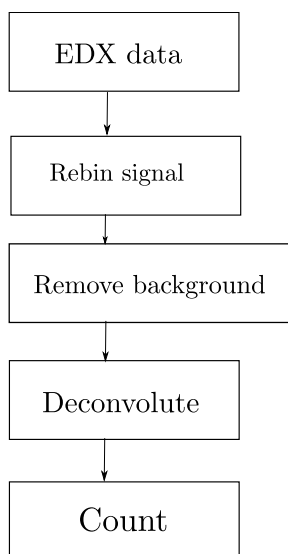 EDX data
Rebin signal
Remove background
Deconvolute
Count